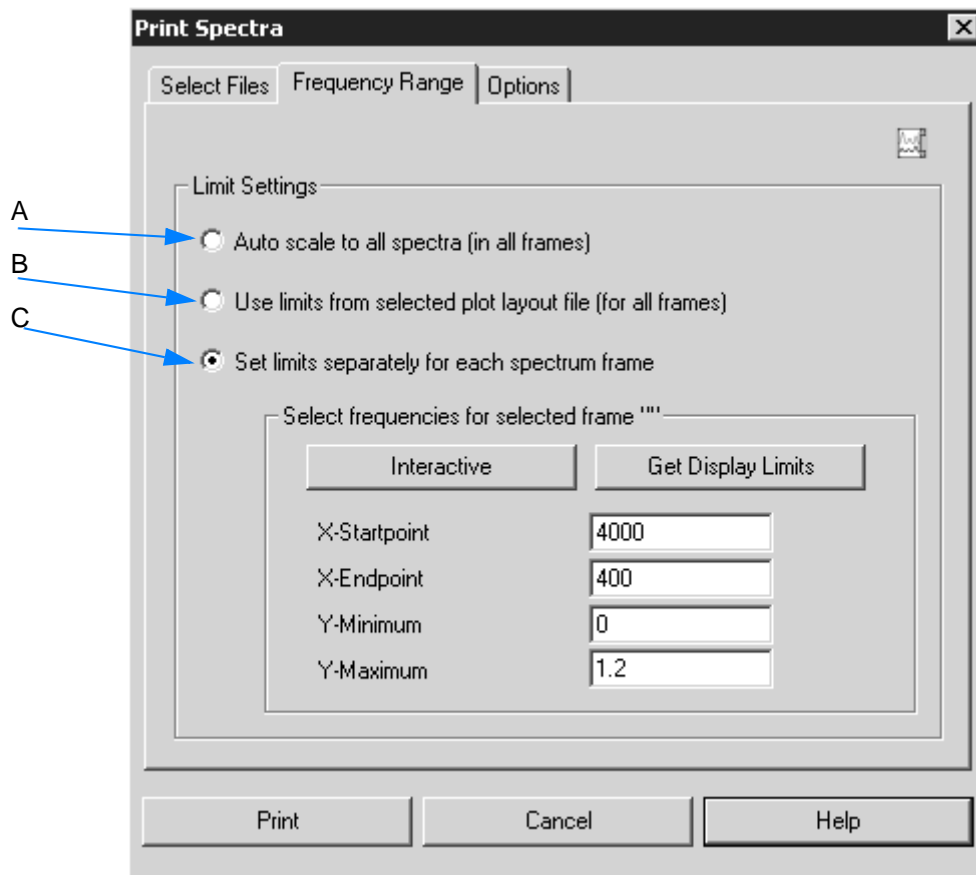 Print Spectra
Select Files Frequency Range Options
Limit Settings
A
Auto scale to all spectra (in all frames)
B
Use limits from selected plot layout file (for all frames)
C
Set limits separately for each spectrum frame
Select frequencies for selected frame ""
Interactive Get Display Limits
X-Startpoint 4000
X-Endpoint 400
Y-Minimum 0
Y-Maximum 1.2
Print Cancel Help